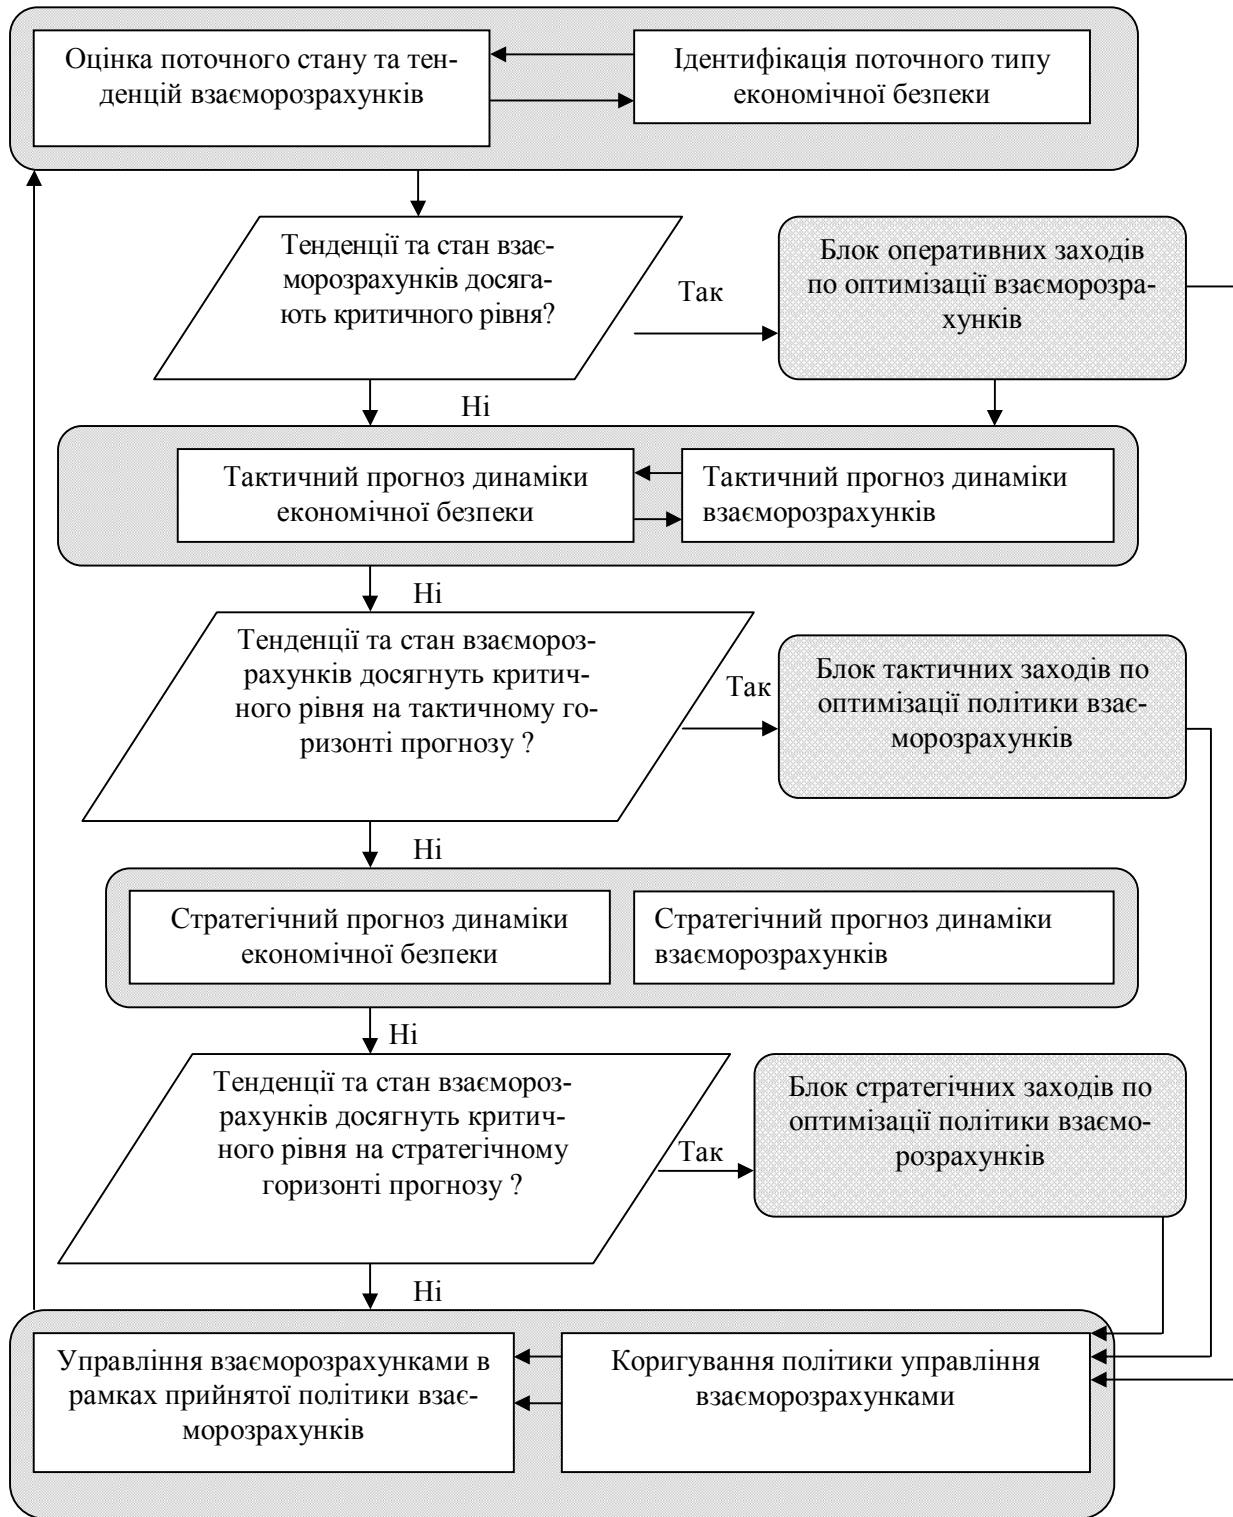 Оцінка поточного стану та тен-
денцій взаєморозрахунків
Ідентифікація поточного типу
економічної безпеки
Тенденції та стан взає-
морозрахунків досяга-
ють критичного рівня?
Так
Блок оперативних заходів
по оптимізації взаєморозра-
хунків
Ні
Тактичний прогноз динаміки
економічної безпеки
Тактичний прогноз динаміки
взаєморозрахунків
Ні
Тенденції та стан взаємороз-
рахунків досягнуть критич-
ного рівня на тактичному го-
ризонті прогнозу ?
Так
Блок тактичних заходів по
оптимізації політики взає-
морозрахунків
Ні
Стратегічний прогноз динаміки
економічної безпеки
Стратегічний прогноз динаміки
взаєморозрахунків
Ні
Тенденції та стан взаємороз-
рахунків досягнуть критич-
ного рівня на стратегічному
горизонті прогнозу ?
Так
Блок стратегічних заходів по
оптимізації політики взаємо-
розрахунків
Ні
Управління взаєморозрахунками в
рамках прийнятої політики взає-
морозрахунків
Коригування політики управління
взаєморозрахунками